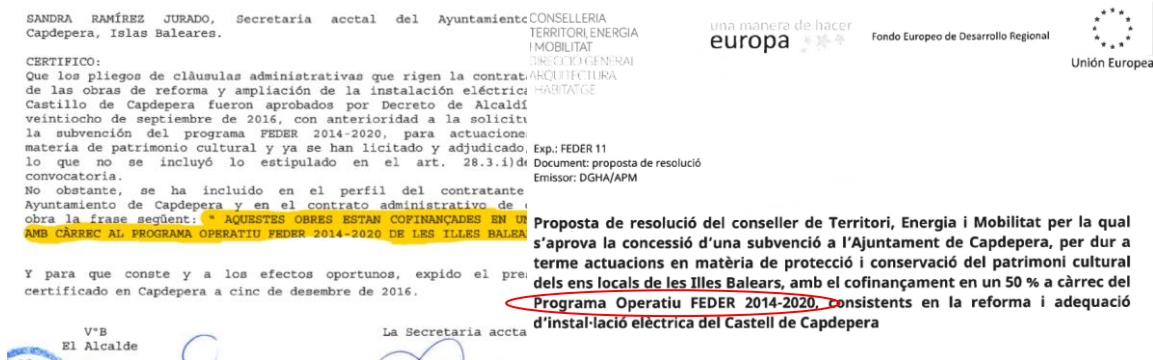 SANDRA RAMÍREZ JURADO, Secretaria acctal del Ayuntamiento
Capdepera, Islas Baleares.
CERTIFICO:
Que los pliegos de clàusulas administrativas que rigen la contrat
de las obras de reforma y ampliación de la instalación eléctrica
Castillo de Capdepera fueron aprobados por Decreto de Alcaldí
veintiocho de septiembre de 2016, con anterioridad a la solicitu
la subvención del programa FEDER 2014-2020, para actuacione
materia de patrimonio cultural y ya se han licitado y adjudicado,
lo que no se incluyó lo estipulado en el art. 28.3.i)de
convocatoria.
No obstante, se ha incluido en el perfil del contratante
Ayuntamiento de Capdepera y en el contrato administrativo de
obra la frase següent: " AQUESTES OBRES ESTAN COFINANÇADES EN UN
AMB CÀRREC AL PROGRAMA OPERATIU FEDER 2014-2020 DE LES ILLES BALEA
Y para que conste y a los efectos oportunos, expido el pre
certificado en Capdepera a cinc de desembre de 2016.
VºB
El Alcalde
La Secretaria accta
CONSELLERIA
TERRITORI, ENERGIA
I MOBILITAT
DIRECCIÓ GENERAL
ARQUITECTURA
HABITATGE
una manera de hacer
europa
Fondo Europeo de Desarrollo Regional
Unión Europea
Exp.: FEDER 11
Document: proposta de resolució
Emissor: DGHA/APM
Proposta de resolució del conseller de Territori, Energia i Mobilitat per la qual
s'aprova la concessió d'una subvenció a l'Ajuntament de Capdepera, per dur a
terme actuacions en matèria de protecció i conservació del patrimoni cultural
dels ens locals de les Illes Balears, amb el cofinançament en un 50 % a càrrec del
Programa Operatiu FEDER 2014-2020, consistents en la reforma i adequació
d'instal·lació elèctrica del Castell de Capdepera